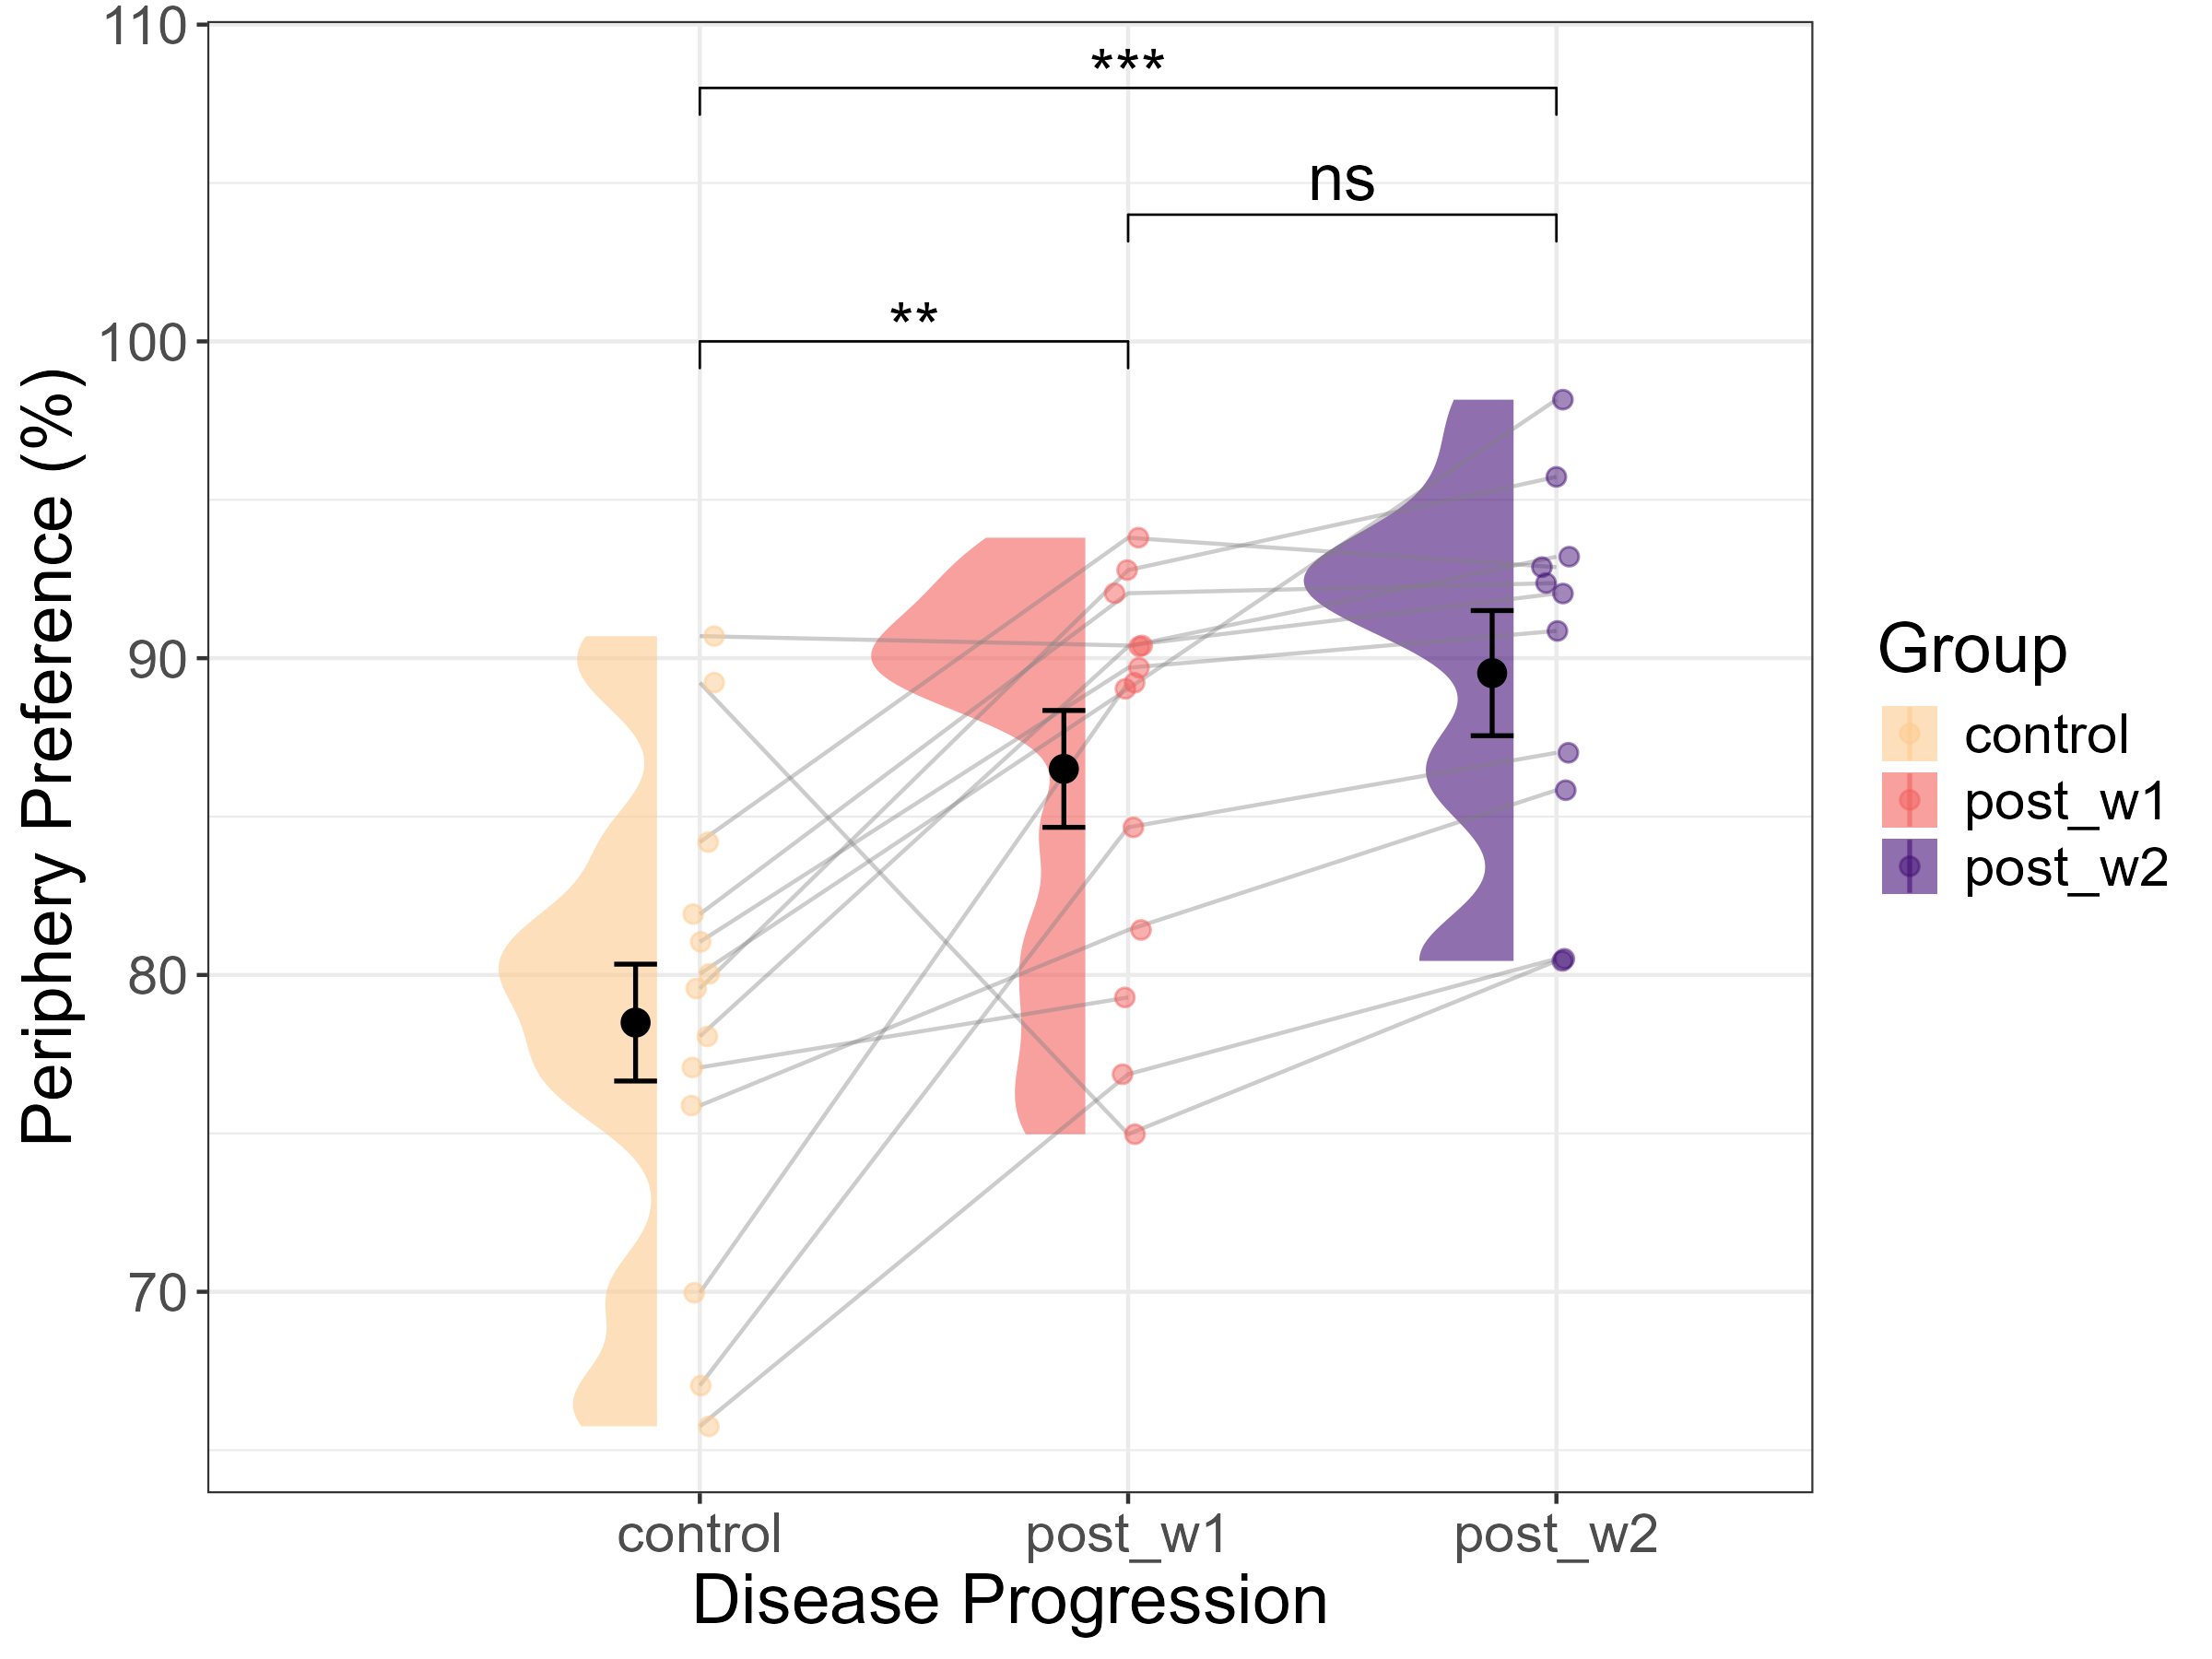 110
100
90
80
70
Periphery Preference (%)
***
ns
**
control
post_w1
post_w2
Disease Progression
Group
control
post_w1
post_w2